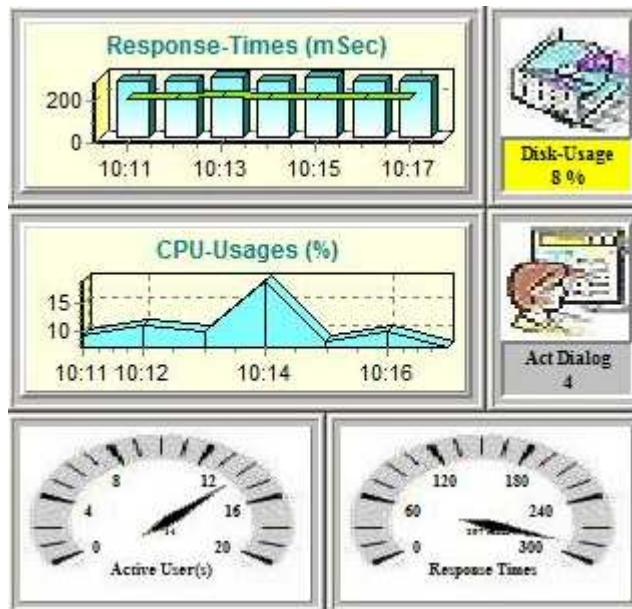 Response-Times (mSec)
200
0
10:11 10:13 10:15 10:17
Disk-Usage
8 %
CPU-Usages (%)
15
10
10:11 10:12 10:14 10:16
Act Dialog
4
0 4 8 12 16 20
14
Active User(s)
0 60 120 180 240 300
Response Times